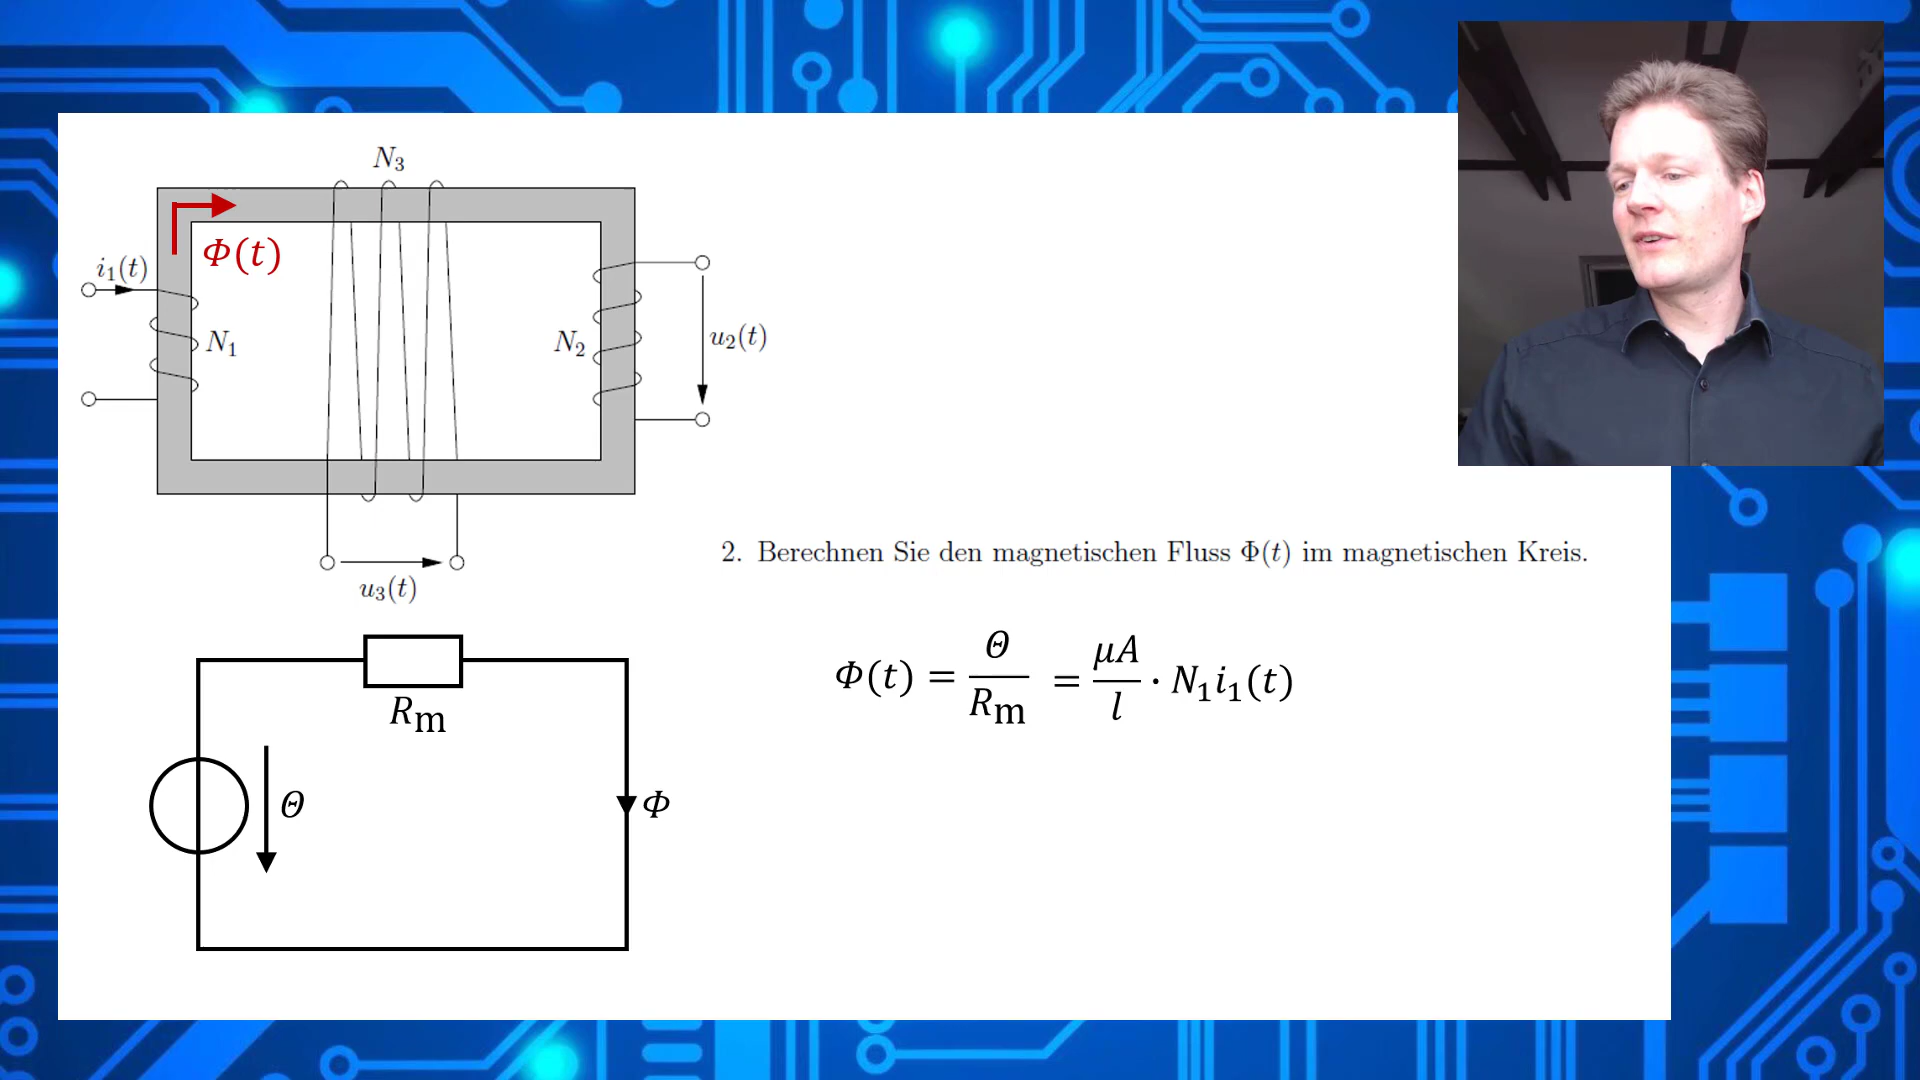 N₃
Φ(t)
i₁(t)
N₁
N₂
u₂(t)
u₃(t)
2. Berechnen Sie den magnetischen Fluss Φ(t) im magnetischen Kreis.
Φ(t) = Θ/Rₘ = μA/l · N₁i₁(t)
Rₘ
Θ
Φ